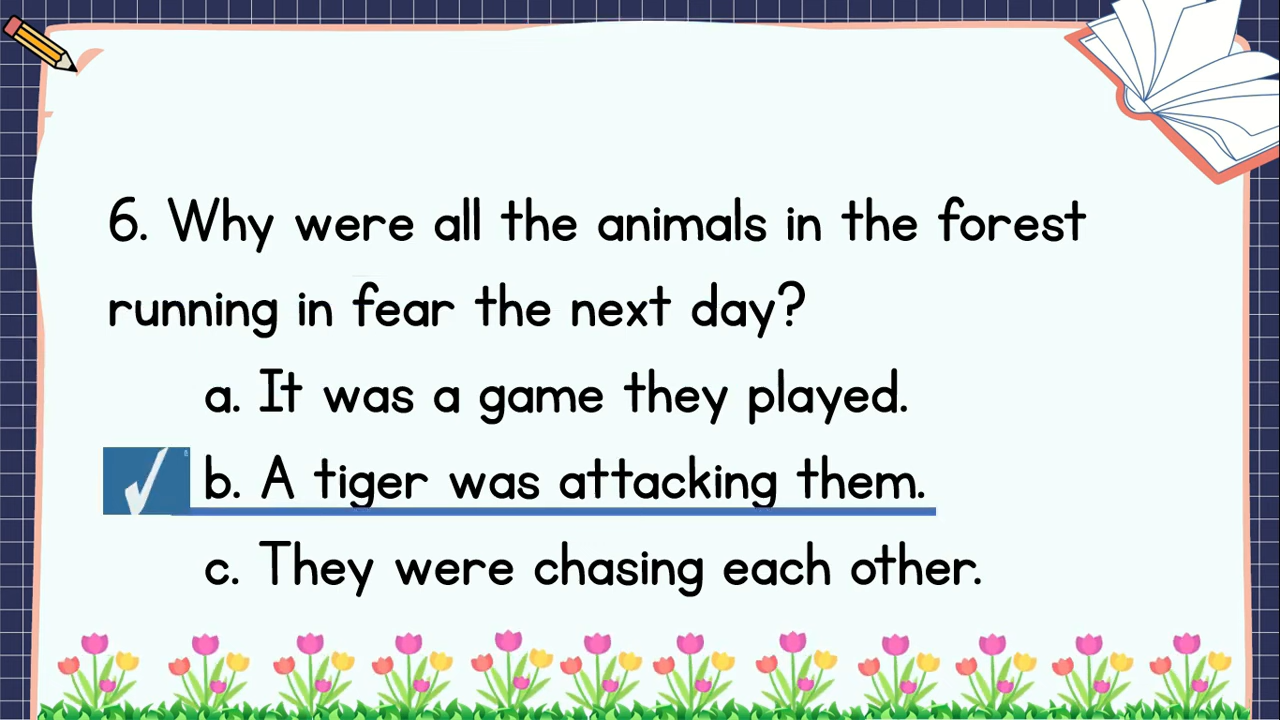 6. Why were all the animals in the forest
running in fear the next day?
a. It was a game they played.
b. A tiger was attacking them.
c. They were chasing each other.